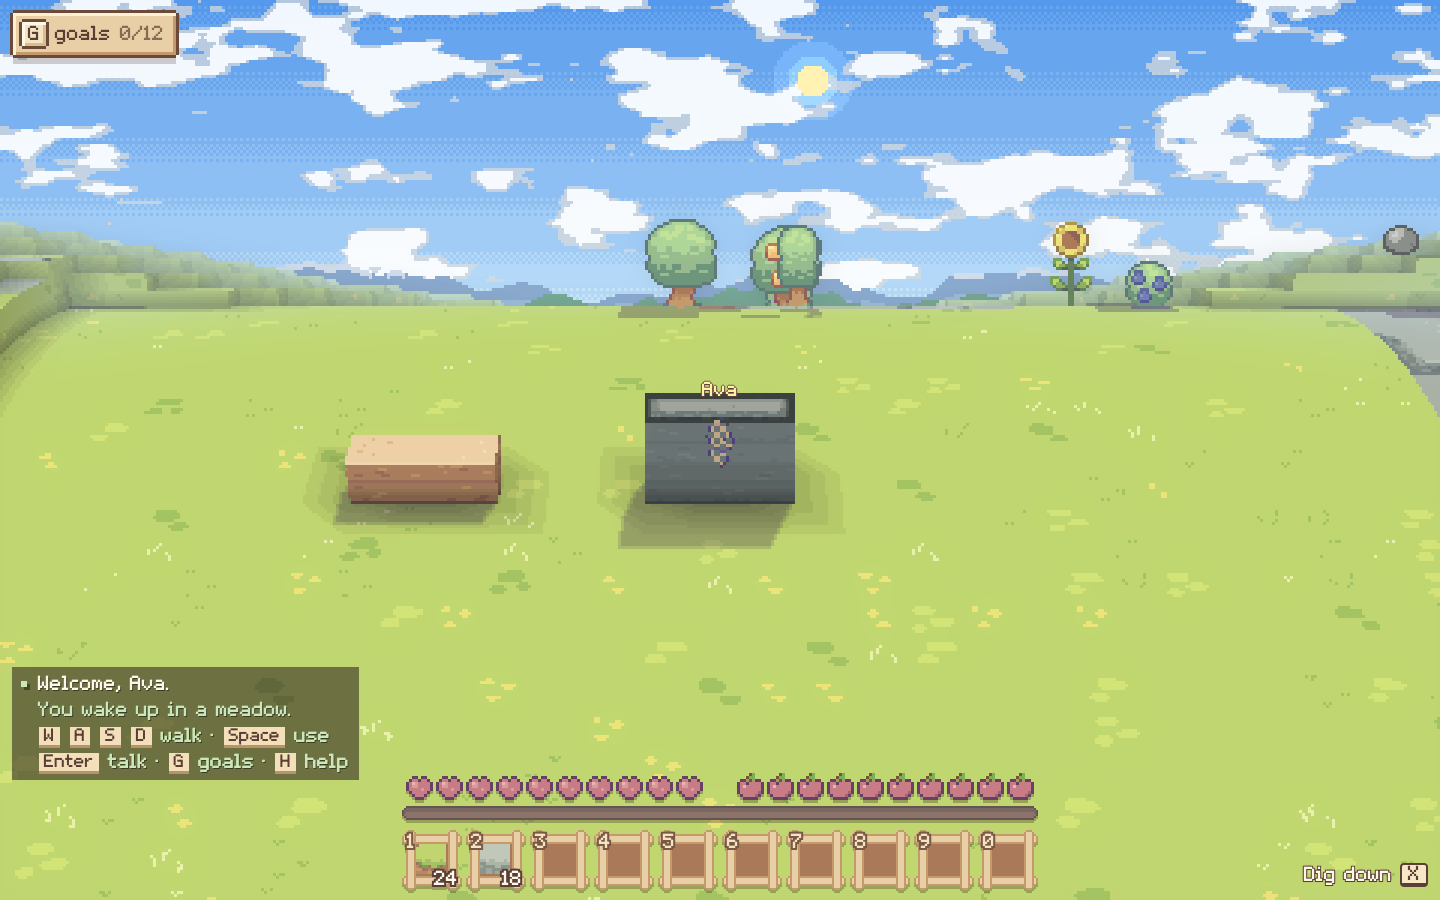 G goals 0/12
Ava
Welcome, Ava.
You wake up in a meadow.
W A S D walk · Space use
Enter talk · G goals · H help
1 2 3 4 5 6 7 8 9 0
24 18
Dig down X